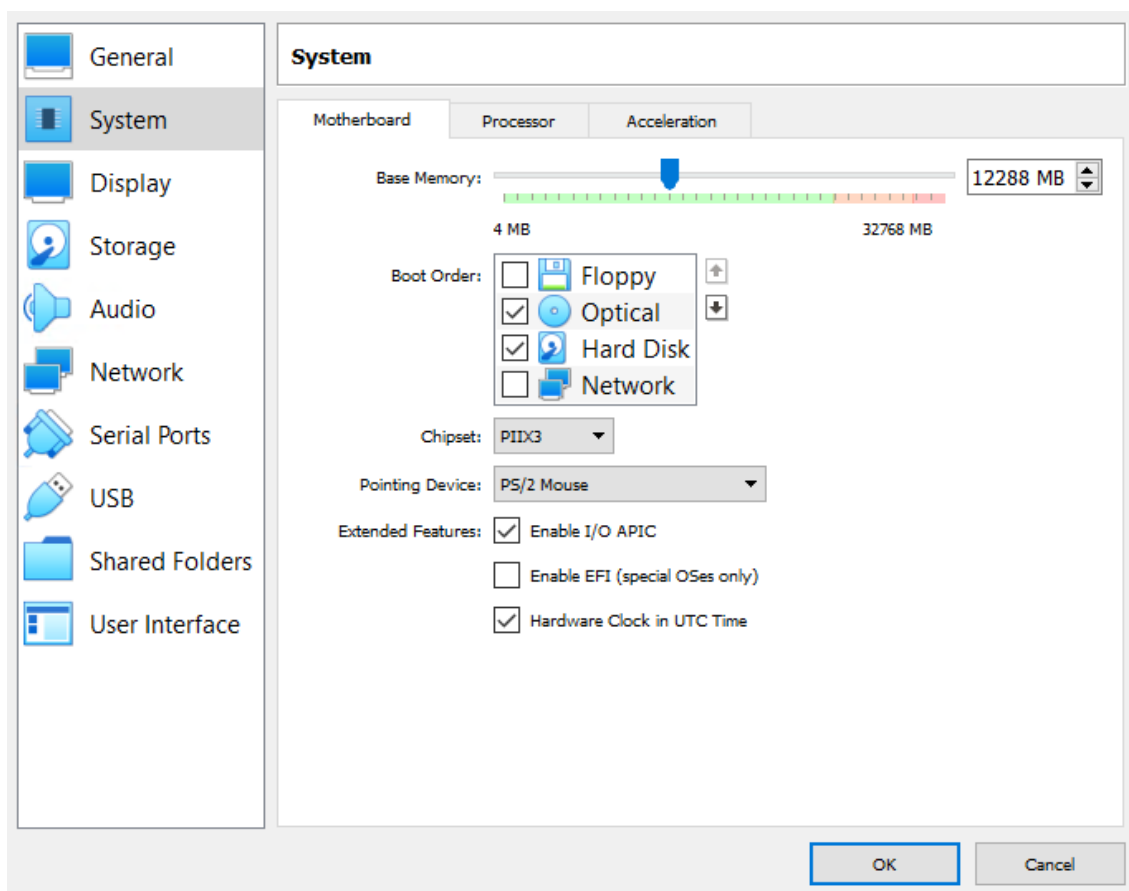 General
System
Display
Storage
Audio
Network
Serial Ports
USB
Shared Folders
User Interface
System
Motherboard Processor Acceleration
Base Memory: 12288 MB
4 MB 32768 MB
Boot Order: Floppy
Optical
Hard Disk
Network
Chipset: PIIX3
Pointing Device: PS/2 Mouse
Extended Features: Enable I/O APIC
Enable EFI (special OSes only)
Hardware Clock in UTC Time
OK Cancel